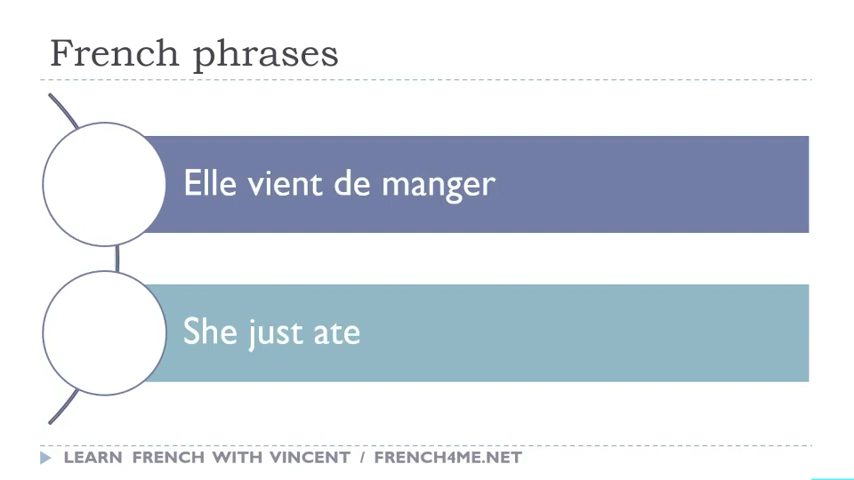 French phrases
Elle vient de manger
She just ate
LEARN FRENCH WITH VINCENT / FRENCH4ME.NET